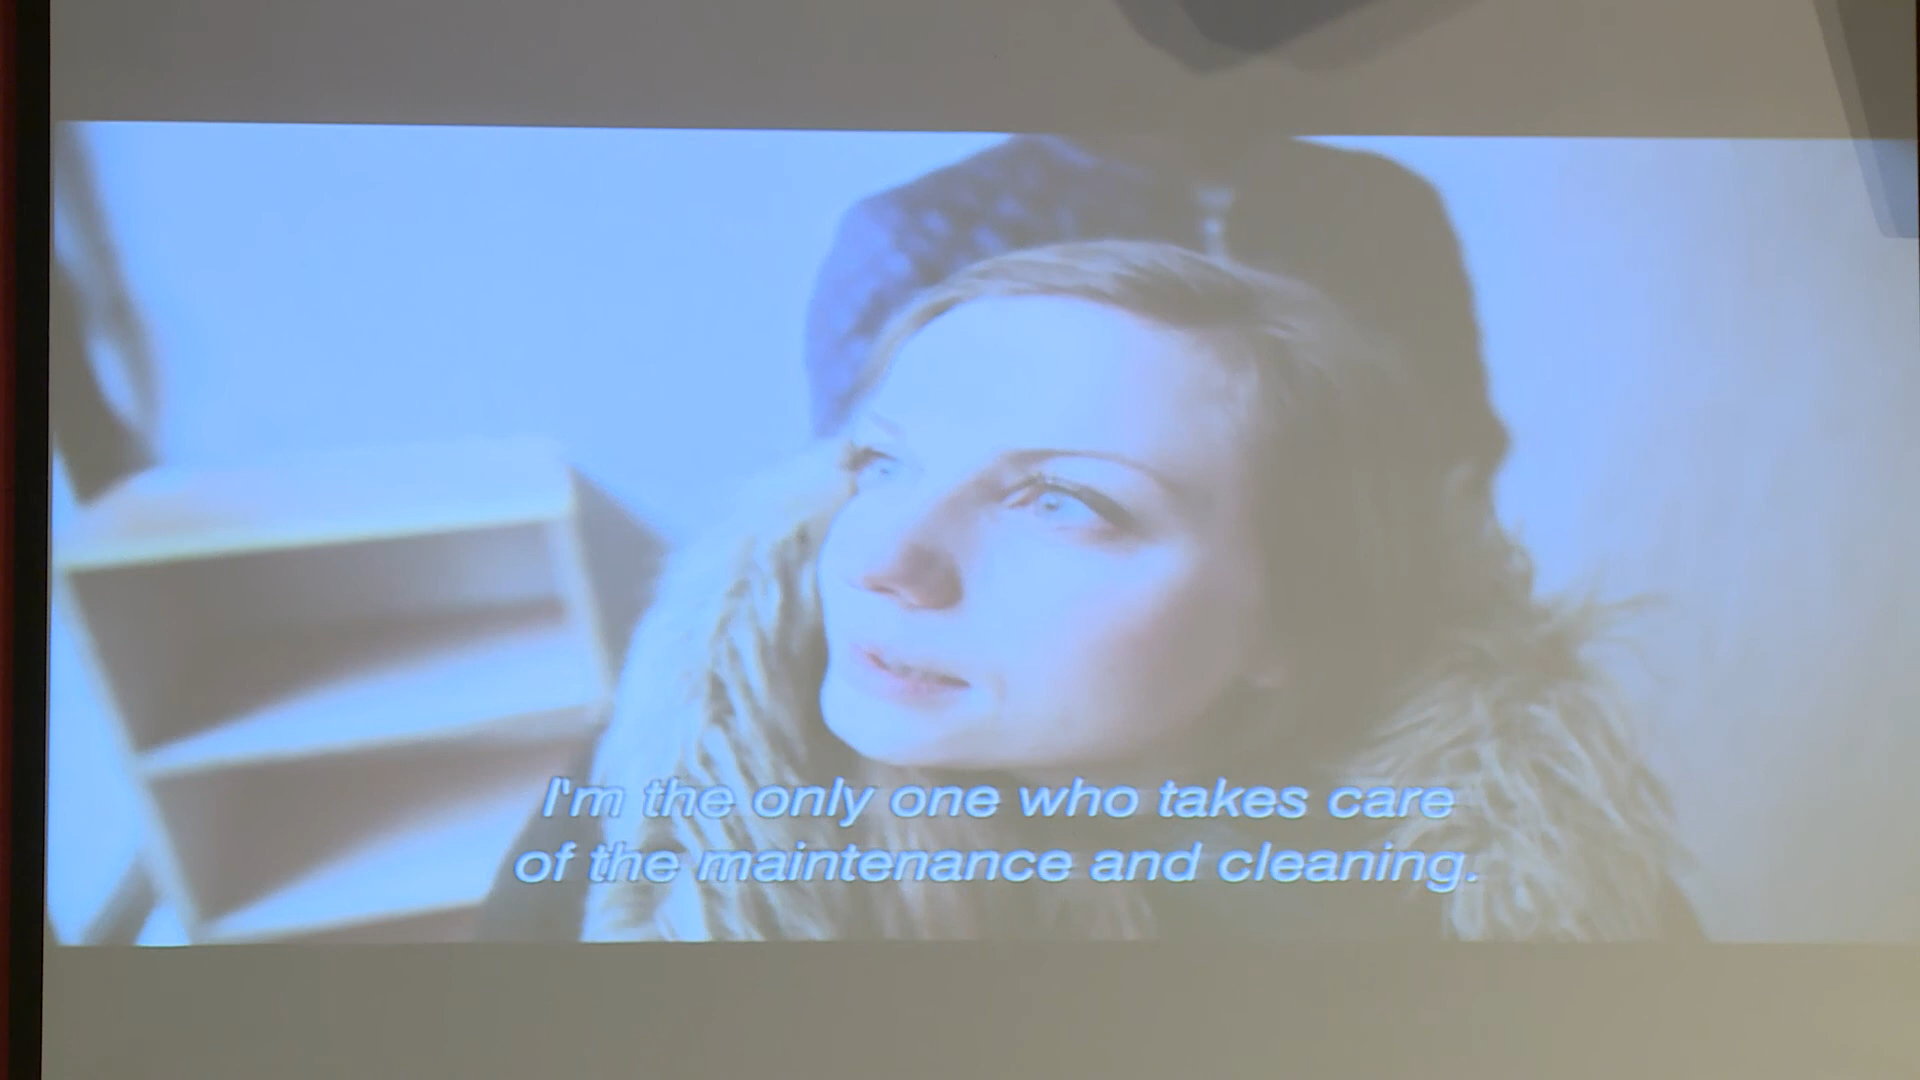 I'm the only one who takes care
of the maintenance and cleaning.